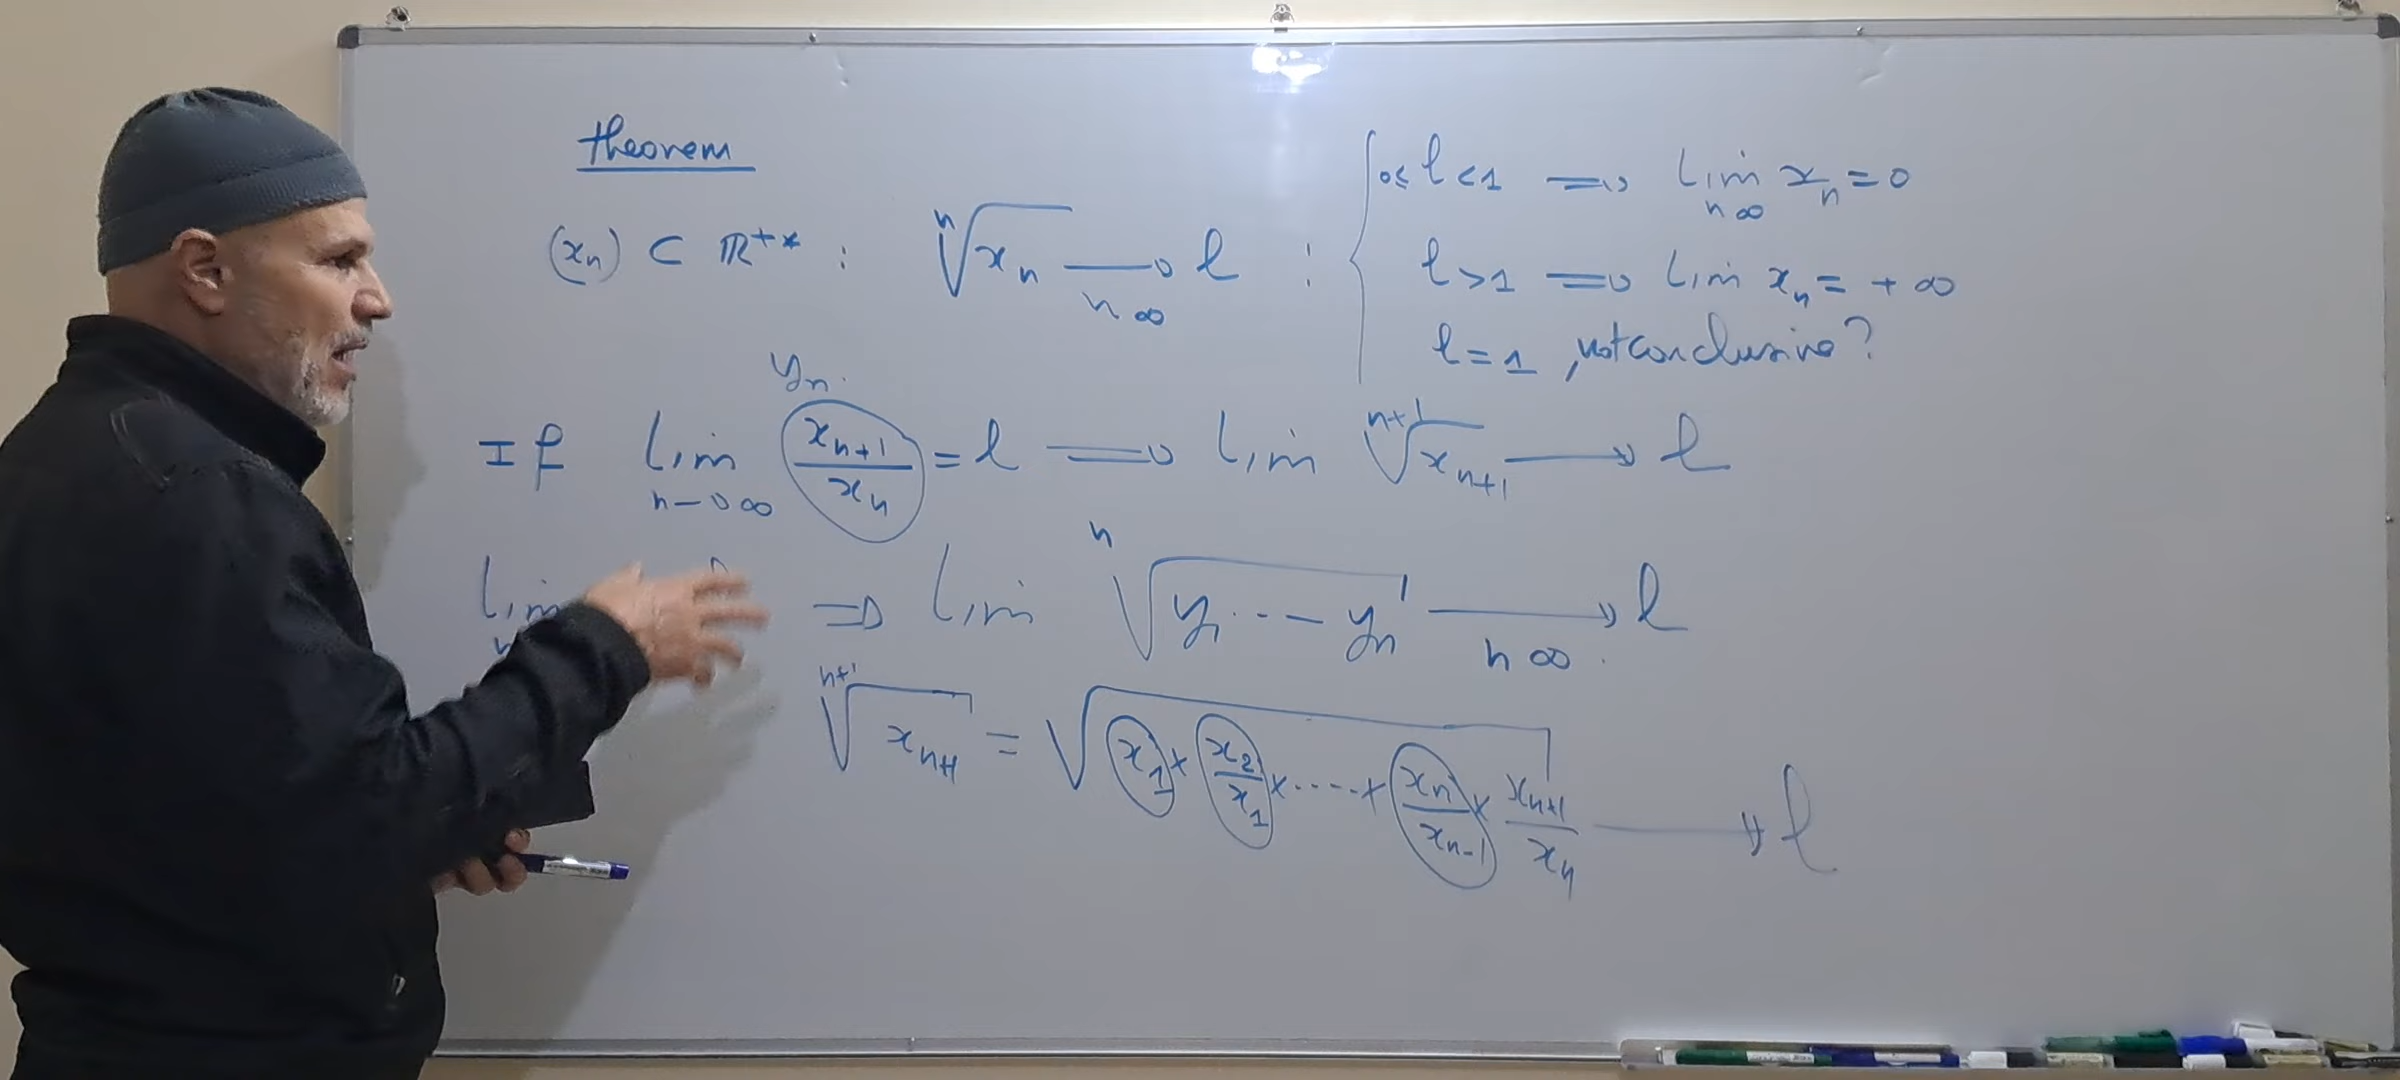 theorem
(xₙ) ⊂ ℝ⁺* : ⁿ√xₙ → l n∞ :
0≤ l < 1 ⟹ Lim xₙ = 0 n∞
l > 1 ⟹ Lim xₙ = + ∞
l = 1 , not conclusive ?
yₙ
If Lim n→∞ xₙ₊₁/xₙ = l ⟹ Lim ⁿ⁺¹√xₙ₊₁ → l
Lim ⟹ Lim ⁿ√(y₁ ... yₙ) → l n∞
ⁿ⁺¹√xₙ₊₁ = √(x₁ × x₂/x₁ × .... × xₙ/xₙ₋₁ × xₙ₊₁/xₙ) → l